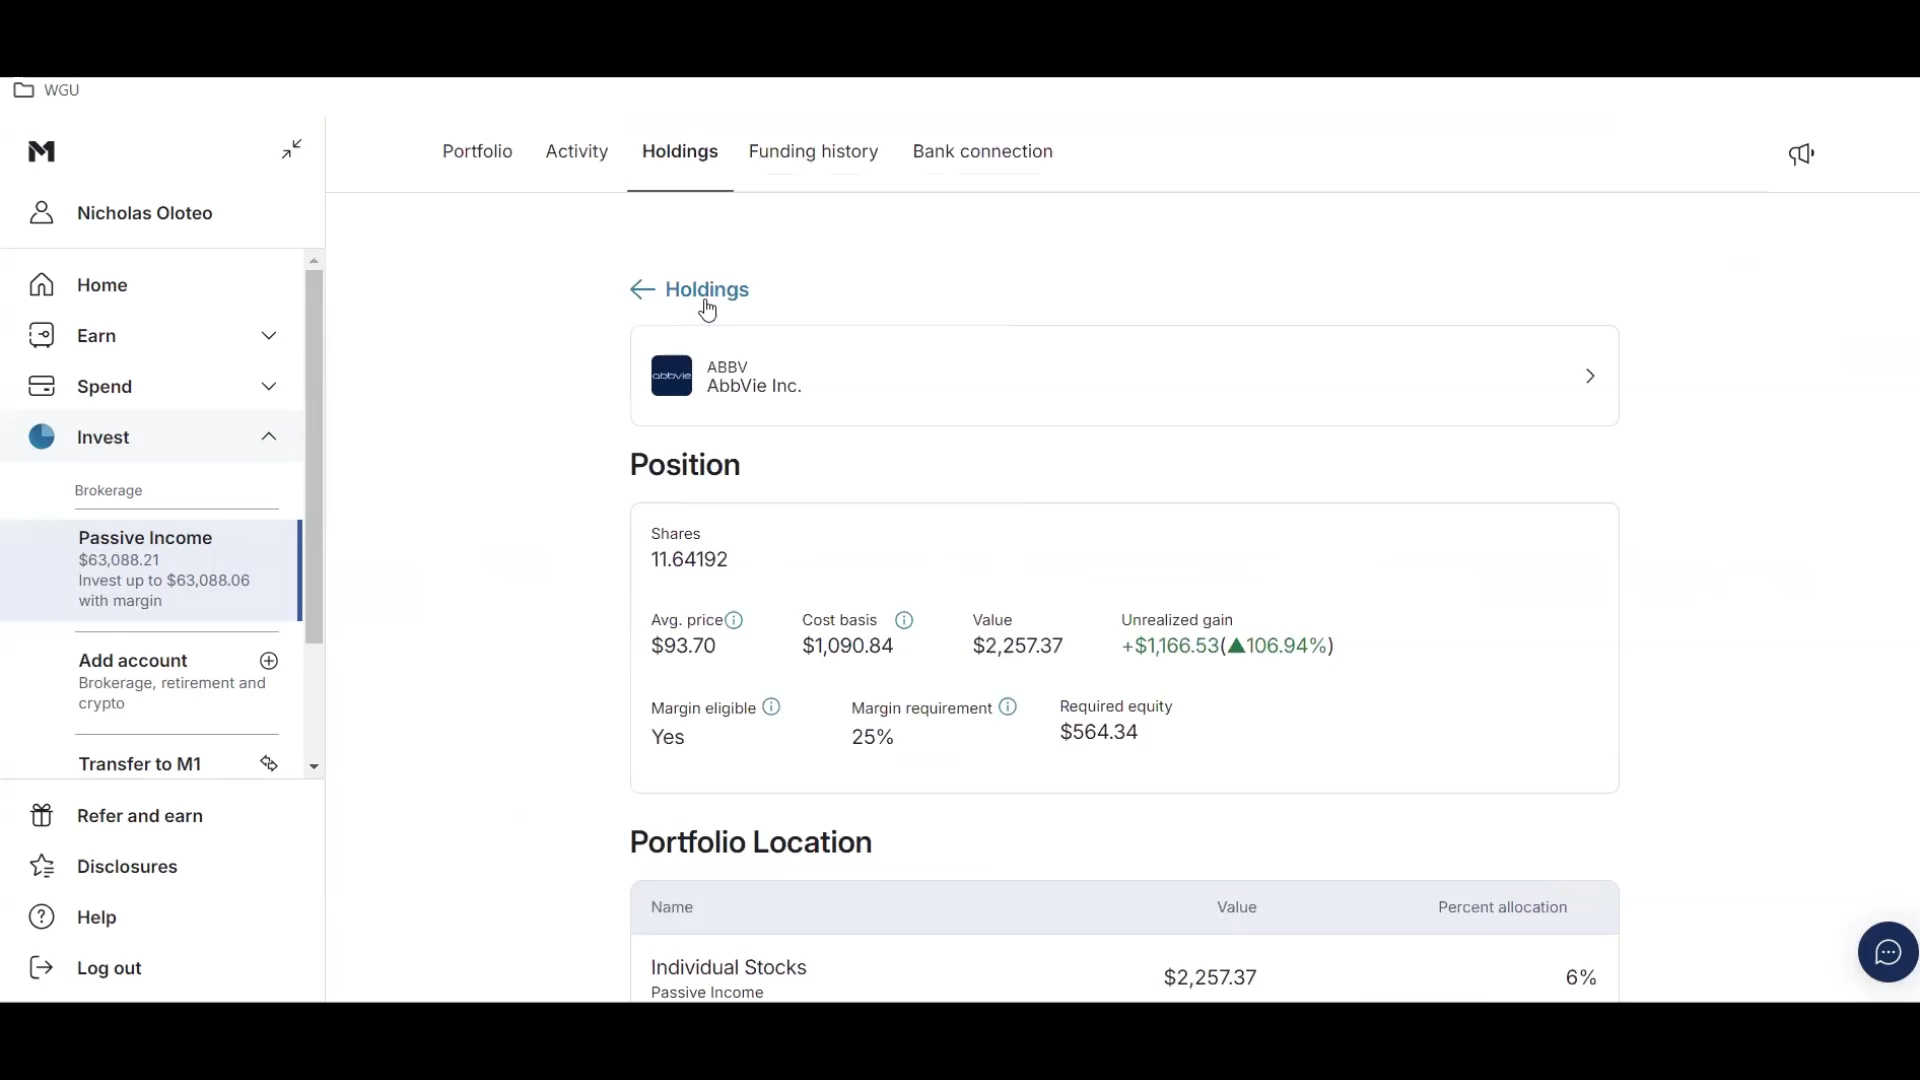 WGU
Nicholas Oloteo
Home
Earn
Spend
Invest
Brokerage
Passive Income
$63,088.21
Invest up to $63,088.06
with margin
Add account
Brokerage, retirement and
crypto
Transfer to M1
Refer and earn
Disclosures
Help
Log out
Portfolio Activity Holdings Funding history Bank connection
← Holdings
abbvie
ABBV
AbbVie Inc.
Position
Shares
11.64192
Avg. price Cost basis Value Unrealized gain
$93.70 $1,090.84 $2,257.37 +$1,166.53(▲106.94%)
Margin eligible Margin requirement Required equity
Yes 25% $564.34
Portfolio Location
Name Value Percent allocation
Individual Stocks $2,257.37 6%
Passive Income